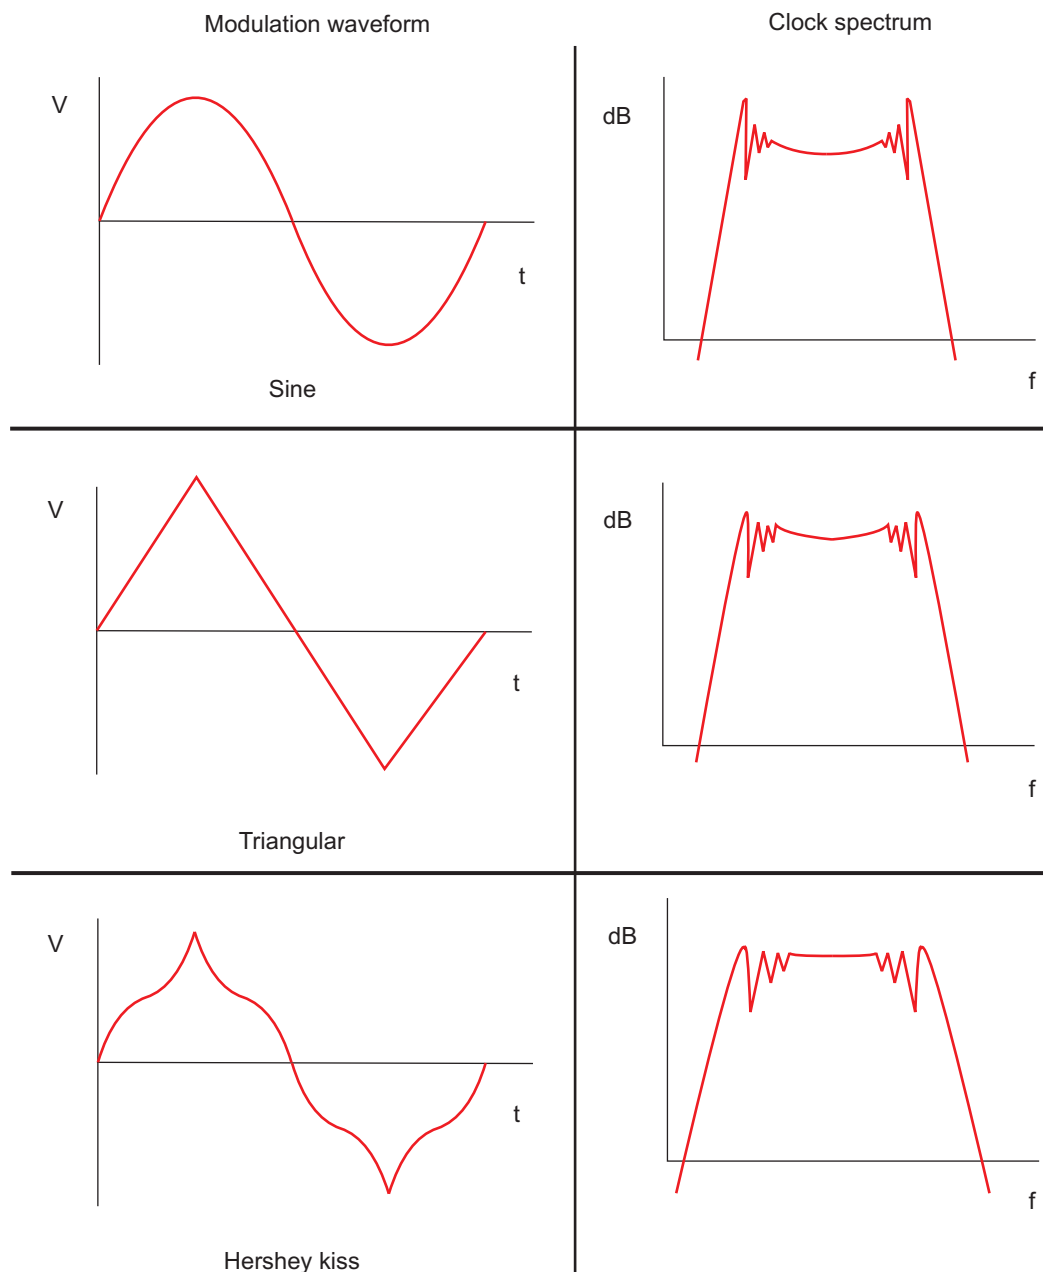 Modulation waveform
Clock spectrum
V
t
Sine
dB
f
V
t
Triangular
dB
f
V
t
Hershey kiss
dB
f